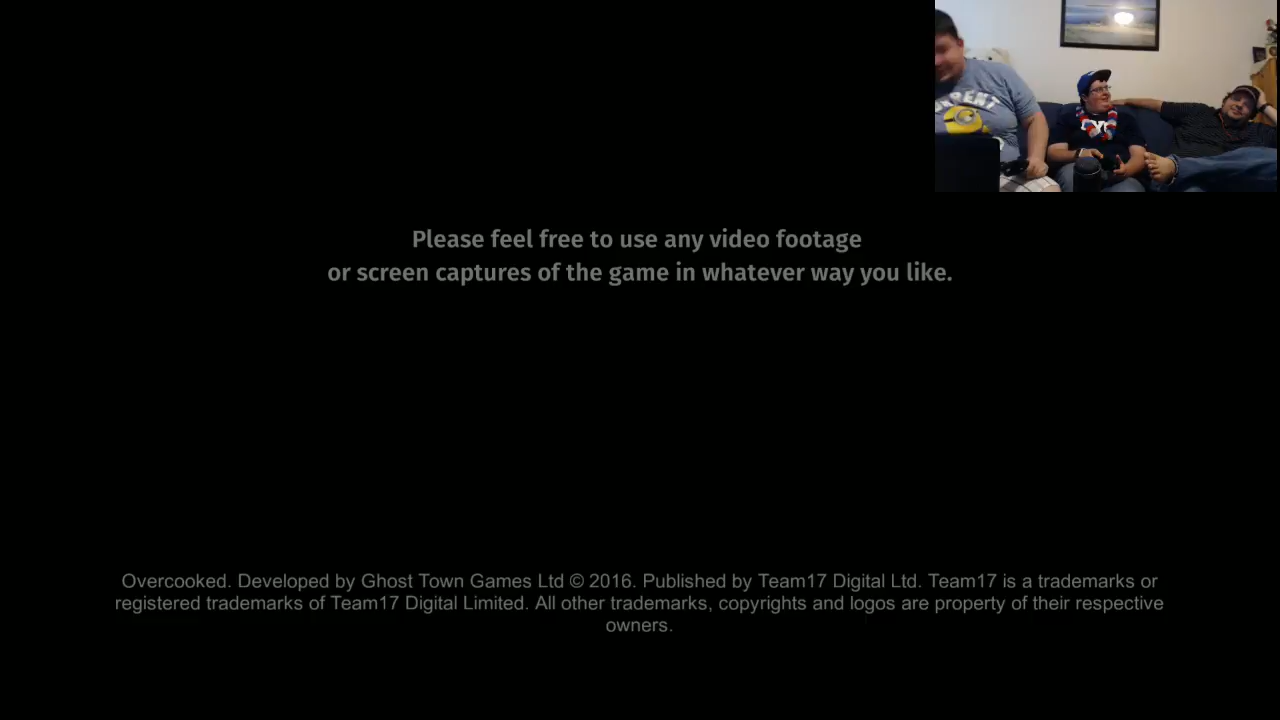 Please feel free to use any video footage
or screen captures of the game in whatever way you like.
Overcooked. Developed by Ghost Town Games Ltd © 2016. Published by Team17 Digital Ltd. Team17 is a trademarks or
registered trademarks of Team17 Digital Limited. All other trademarks, copyrights and logos are property of their respective
owners.